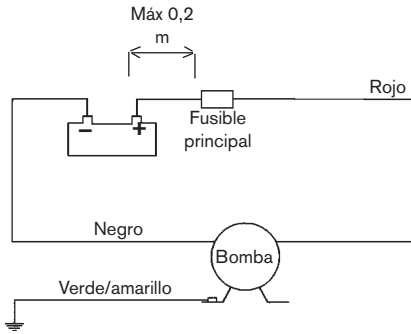 Máx 0,2
m
Rojo
− +
Fusible
principal
Negro
Bomba
Verde/amarillo